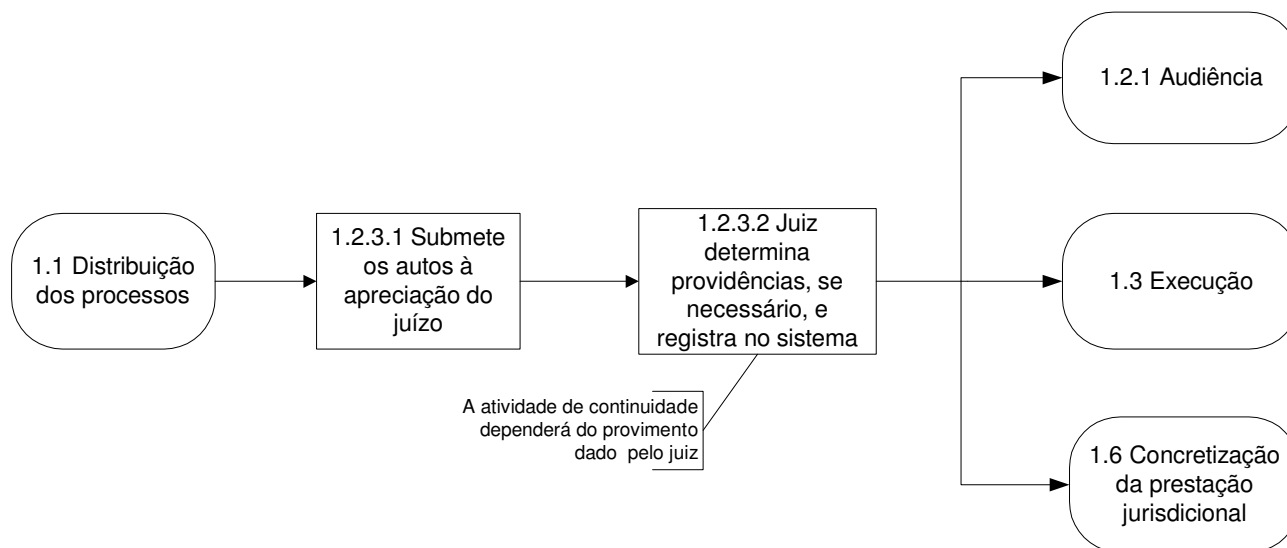 1.1 Distribuição
dos processos
1.2.3.1 Submete
os autos à
apreciação do
juízo
1.2.3.2 Juiz
determina
providências, se
necessário, e
registra no sistema
A atividade de continuidade
dependerá do provimento
dado pelo juiz
1.2.1 Audiência
1.3 Execução
1.6 Concretização
da prestação
jurisdicional